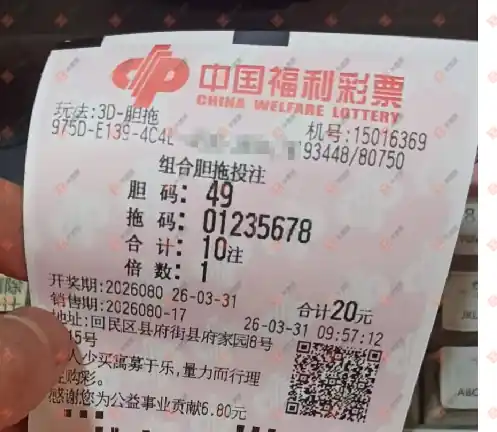 中国福利彩票
CHINA WELFARE LOTTERY
玩法:3D-胆拖
机号:15016369
975D-E139-4C4
93448/80750
组合胆拖投注
胆 码: 49
拖 码: 01235678
合 计: 10注
倍 数: 1
开奖期:2026080 26-03-31
合计20元
销售期:2026080-17
26-03-31 09:57:12
地址:回民区县府街县府家园8号
15号
人少买寓募于乐,量力而行理
购彩。
感谢您为公益事业贡献6.80元